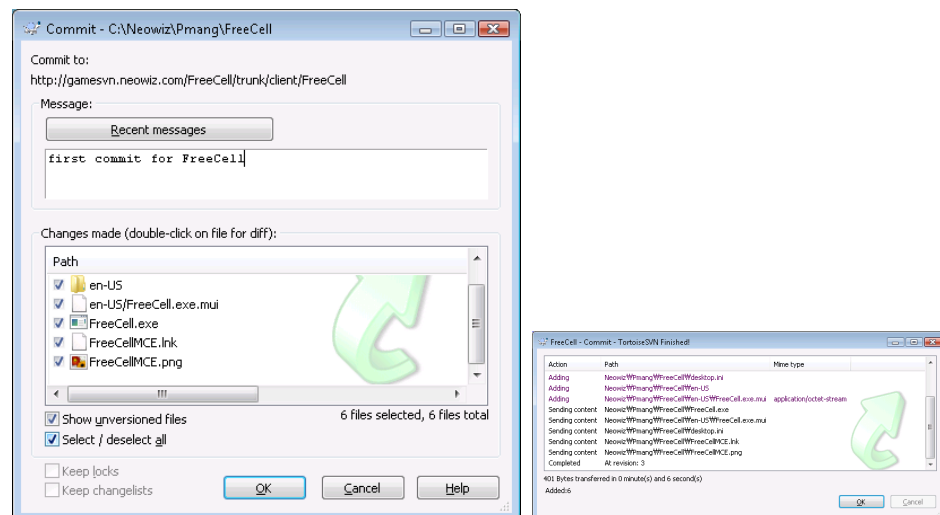 Commit - C:\Neowiz\Pmang\FreeCell
Commit to:
http://gamesvn.neowiz.com/FreeCell/trunk/client/FreeCell
Message:
Recent messages
first commit for FreeCell
Changes made (double-click on file for diff):
Path
en-US
en-US/FreeCell.exe.mui
FreeCell.exe
FreeCellMCE.lnk
FreeCellMCE.png
Show unversioned files
6 files selected, 6 files total
Select / deselect all
Keep locks
Keep changelists
OK
Cancel
Help
FreeCell - Commit - TortoiseSVN Finished!
Action Path Mime type
Adding Neowiz₩Pmang₩FreeCell₩desktop.ini
Adding Neowiz₩Pmang₩FreeCell₩en-US
Adding Neowiz₩Pmang₩FreeCell₩en-US₩FreeCell.exe.mui application/octet-stream
Sending content Neowiz₩Pmang₩FreeCell₩FreeCell.exe
Sending content Neowiz₩Pmang₩FreeCell₩en-US₩FreeCell.exe.mui
Sending content Neowiz₩Pmang₩FreeCell₩desktop.ini
Sending content Neowiz₩Pmang₩FreeCell₩FreeCellMCE.lnk
Sending content Neowiz₩Pmang₩FreeCell₩FreeCellMCE.png
Completed At revision: 3
401 Bytes transferred in 0 minute(s) and 6 second(s)
Added:6
OK
Cancel